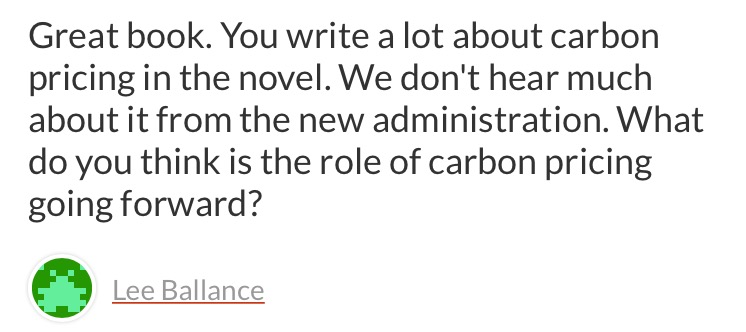 Great book. You write a lot about carbon
pricing in the novel. We don't hear much
about it from the new administration. What
do you think is the role of carbon pricing
going forward?
Lee Ballance